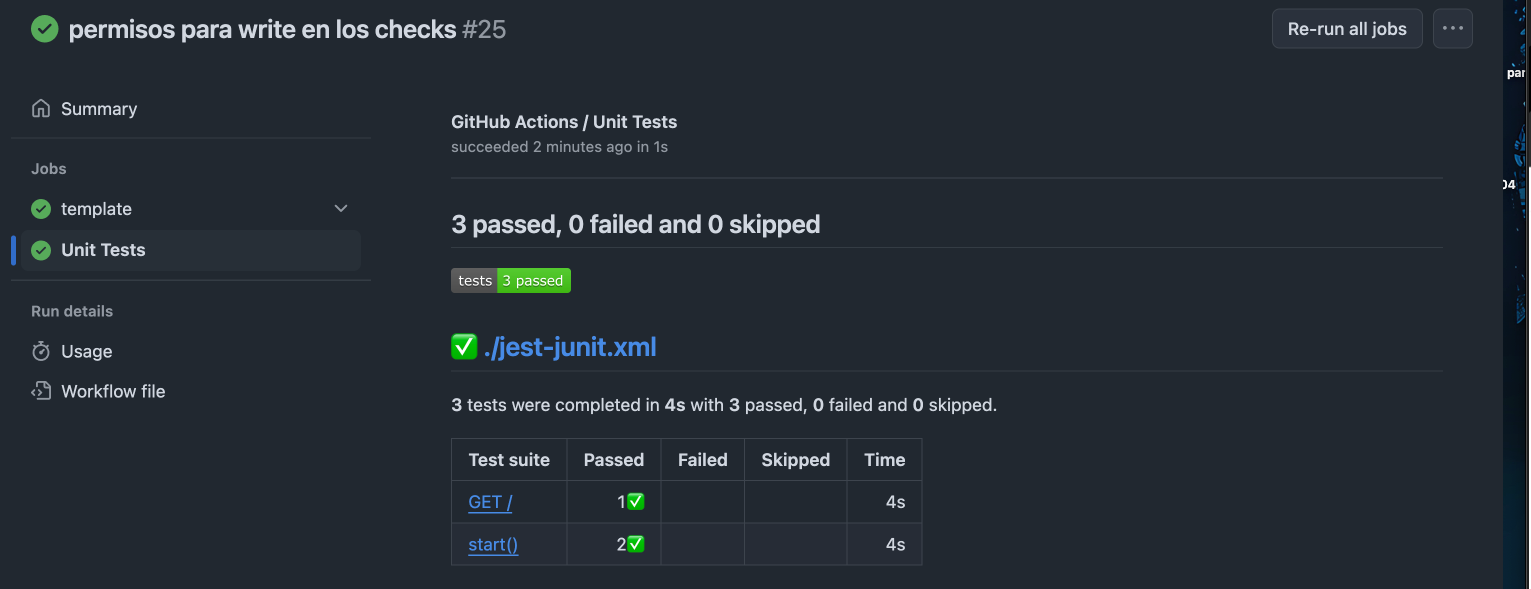 permisos para write en los checks #25
Re-run all jobs
Summary
Jobs
template
Unit Tests
Run details
Usage
Workflow file
GitHub Actions / Unit Tests
succeeded 2 minutes ago in 1s
3 passed, 0 failed and 0 skipped
tests 3 passed
./jest-junit.xml
3 tests were completed in 4s with 3 passed, 0 failed and 0 skipped.
Test suite Passed Failed Skipped Time
GET / 1 4s
start() 2 4s